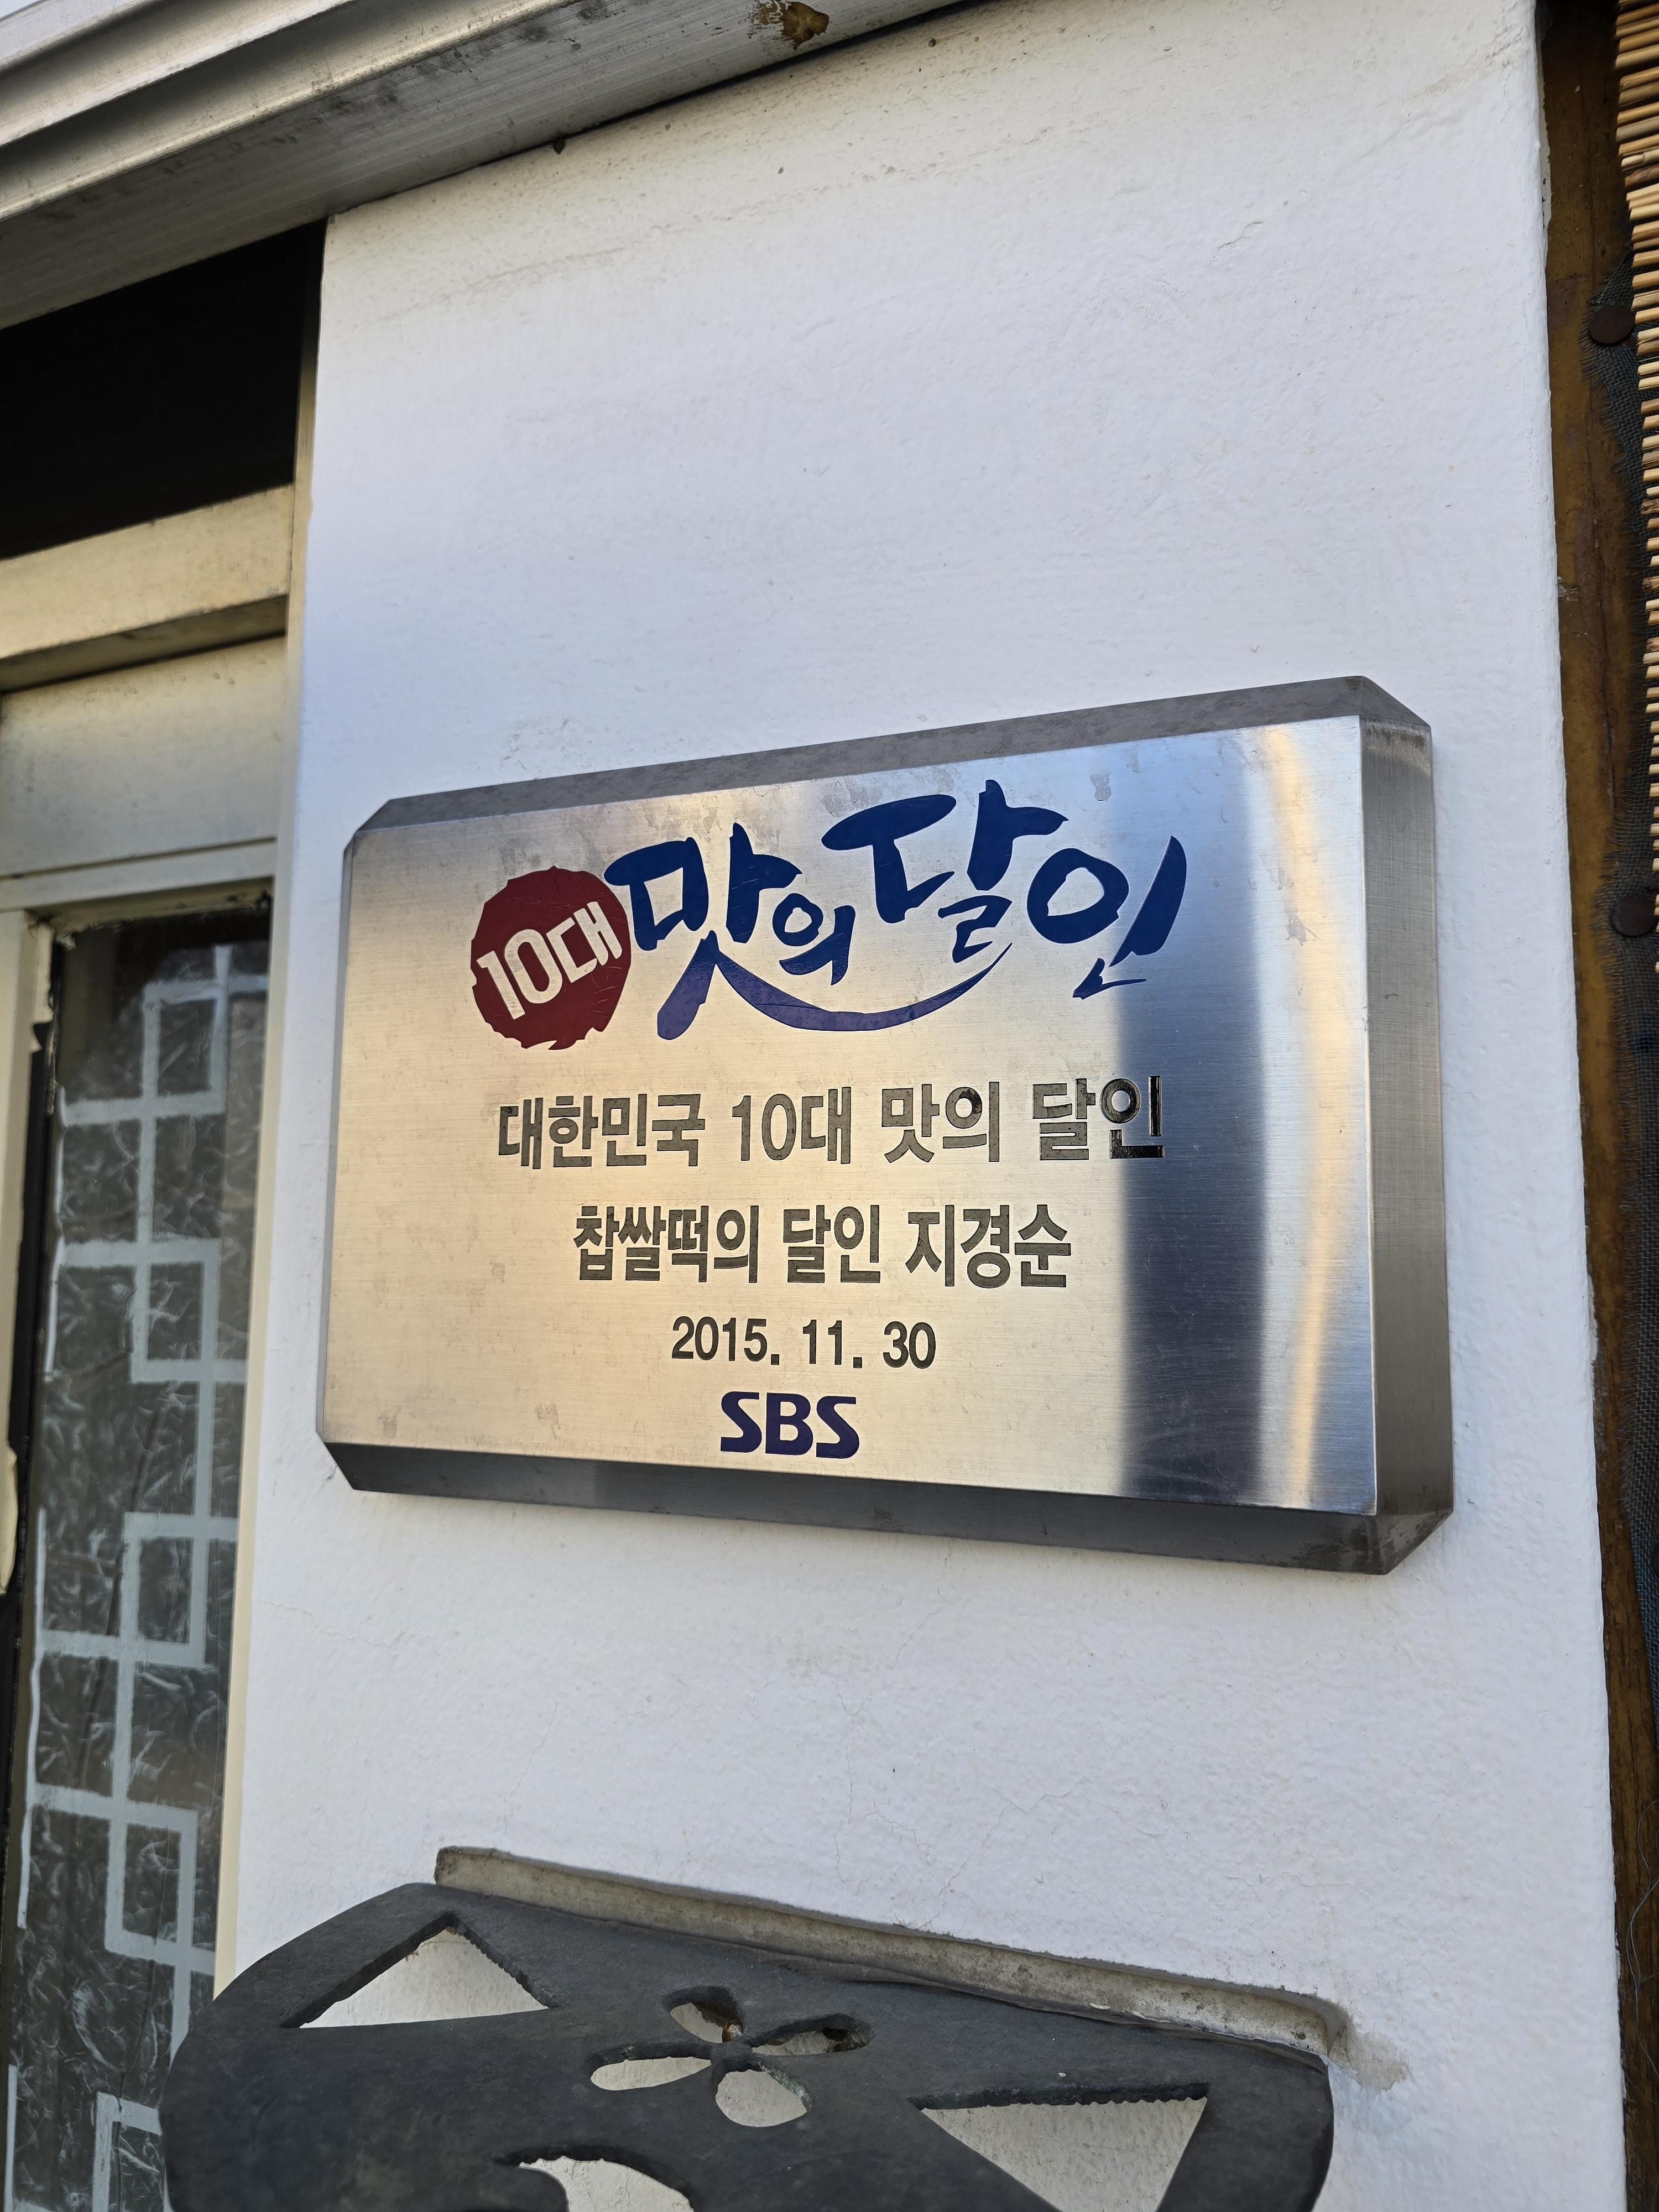 10대 맛의 달인
대한민국 10대 맛의 달인
찹쌀떡의 달인 지경순
2015. 11. 30
SBS